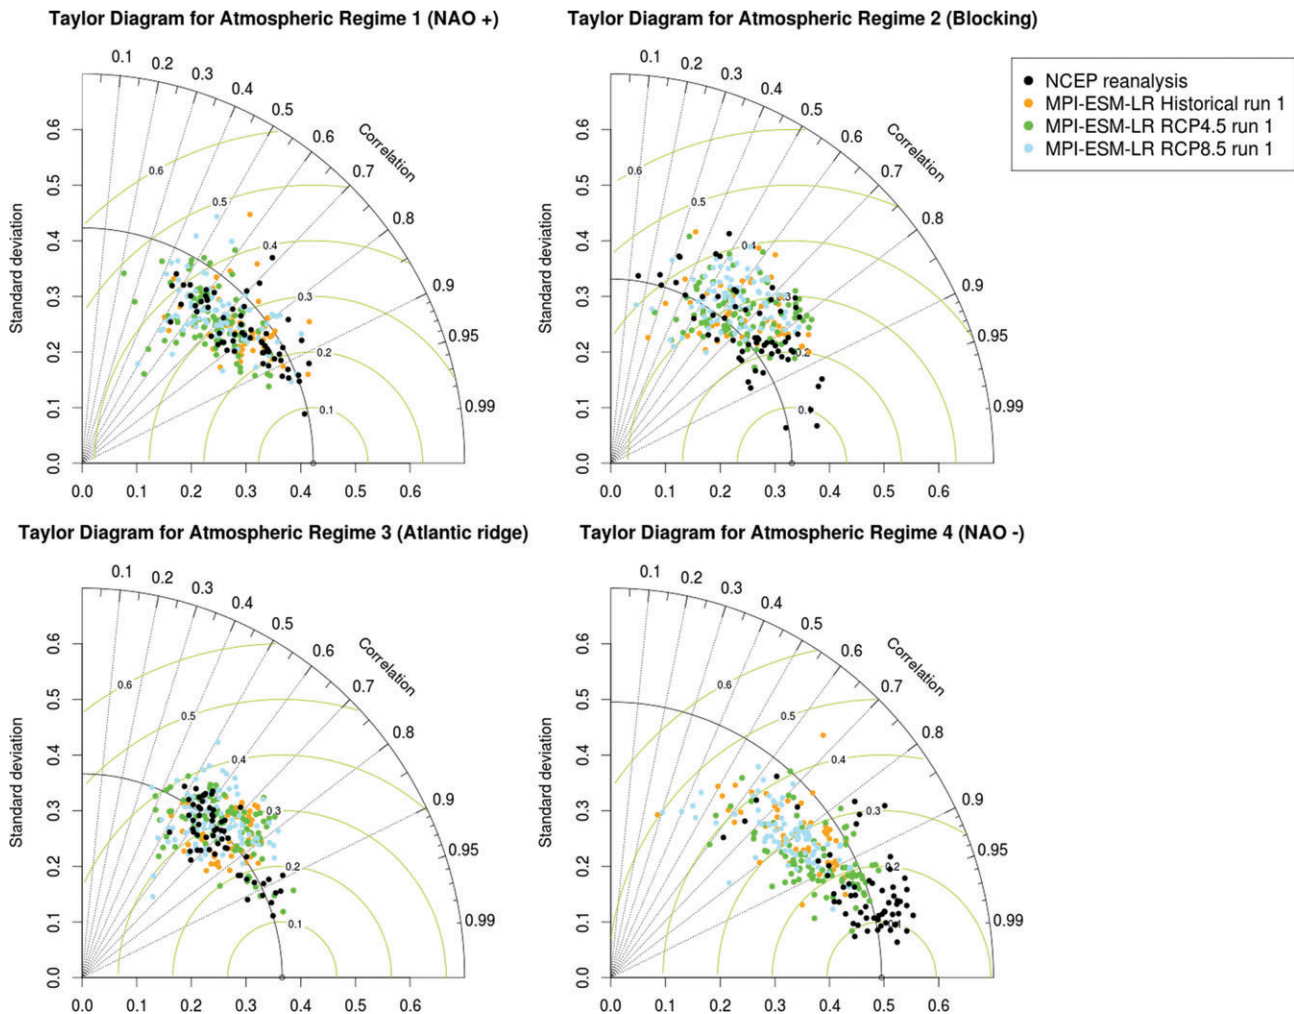 Taylor Diagram for Atmospheric Regime 1 (NAO +)
Standard deviation
0.0 0.1 0.2 0.3 0.4 0.5 0.6
0.0 0.1 0.2 0.3 0.4 0.5 0.6
0.1 0.2 0.3 0.4 0.5 0.6 0.7 0.8 0.9 0.95 0.99
Correlation
0.6 0.5 0.4 0.3 0.2 0.1
Taylor Diagram for Atmospheric Regime 2 (Blocking)
Standard deviation
0.0 0.1 0.2 0.3 0.4 0.5 0.6
0.0 0.1 0.2 0.3 0.4 0.5 0.6
0.1 0.2 0.3 0.4 0.5 0.6 0.7 0.8 0.9 0.95 0.99
Correlation
0.6 0.5 0.4 0.3 0.2 0.1
NCEP reanalysis
MPI-ESM-LR Historical run 1
MPI-ESM-LR RCP4.5 run 1
MPI-ESM-LR RCP8.5 run 1
Taylor Diagram for Atmospheric Regime 3 (Atlantic ridge)
Standard deviation
0.0 0.1 0.2 0.3 0.4 0.5 0.6
0.0 0.1 0.2 0.3 0.4 0.5 0.6
0.1 0.2 0.3 0.4 0.5 0.6 0.7 0.8 0.9 0.95 0.99
Correlation
0.6 0.5 0.4 0.3 0.2 0.1
Taylor Diagram for Atmospheric Regime 4 (NAO -)
Standard deviation
0.0 0.1 0.2 0.3 0.4 0.5 0.6
0.0 0.1 0.2 0.3 0.4 0.5 0.6
0.1 0.2 0.3 0.4 0.5 0.6 0.7 0.8 0.9 0.95 0.99
Correlation
0.6 0.5 0.4 0.3 0.2 0.1